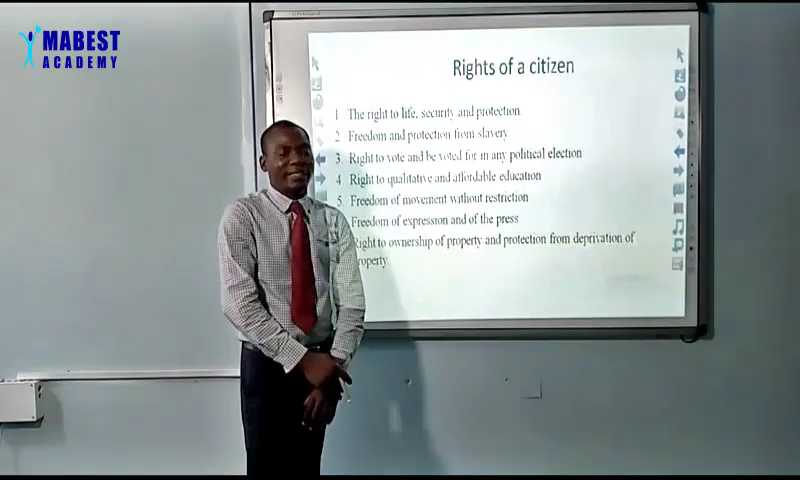 MABEST
ACADEMY
Rights of a citizen
1 The right to life, security and protection
2 Freedom and protection from slavery
3. Right to vote and be voted for in any political election
4. Right to qualitative and affordable education
5. Freedom of movement without restriction
Freedom of expression and of the press
Right to ownership of property and protection from deprivation of
property